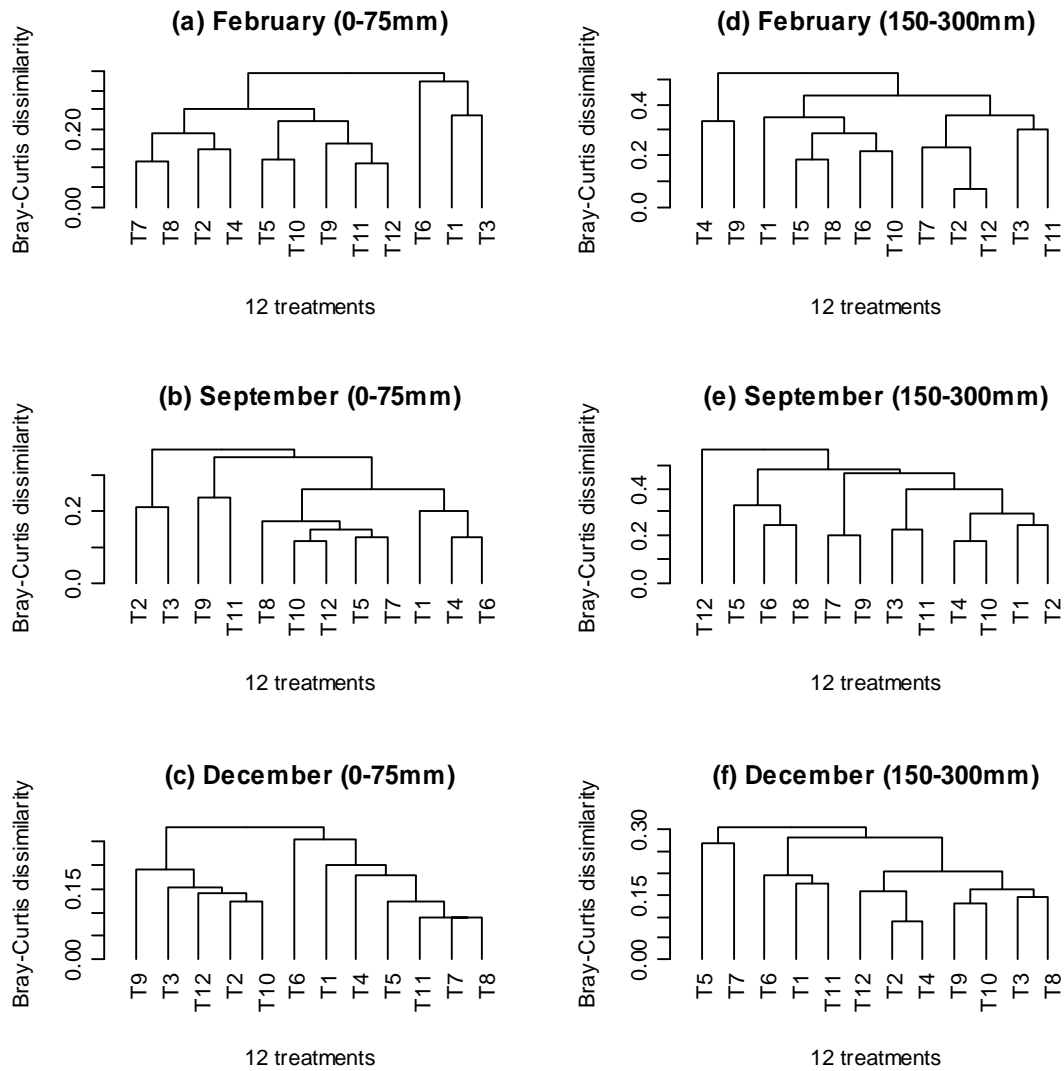 (a) February (0-75mm)
Bray-Curtis dissimilarity
0.00 0.20
T7 T8 T2 T4 T5 T10 T9 T11 T12 T6 T1 T3
12 treatments
(d) February (150-300mm)
Bray-Curtis dissimilarity
0.0 0.2 0.4
T4 T9 T1 T5 T8 T6 T10 T7 T2 T12 T3 T11
12 treatments
(b) September (0-75mm)
Bray-Curtis dissimilarity
0.0 0.2
T2 T3 T9 T11 T8 T10 T12 T5 T7 T1 T4 T6
12 treatments
(e) September (150-300mm)
Bray-Curtis dissimilarity
0.0 0.2 0.4
T12 T5 T6 T8 T7 T9 T3 T11 T4 T10 T1 T2
12 treatments
(c) December (0-75mm)
Bray-Curtis dissimilarity
0.00 0.15
T9 T3 T12 T2 T10 T6 T1 T4 T5 T11 T7 T8
12 treatments
(f) December (150-300mm)
Bray-Curtis dissimilarity
0.00 0.15 0.30
T5 T7 T6 T1 T11 T12 T2 T4 T9 T10 T3 T8
12 treatments